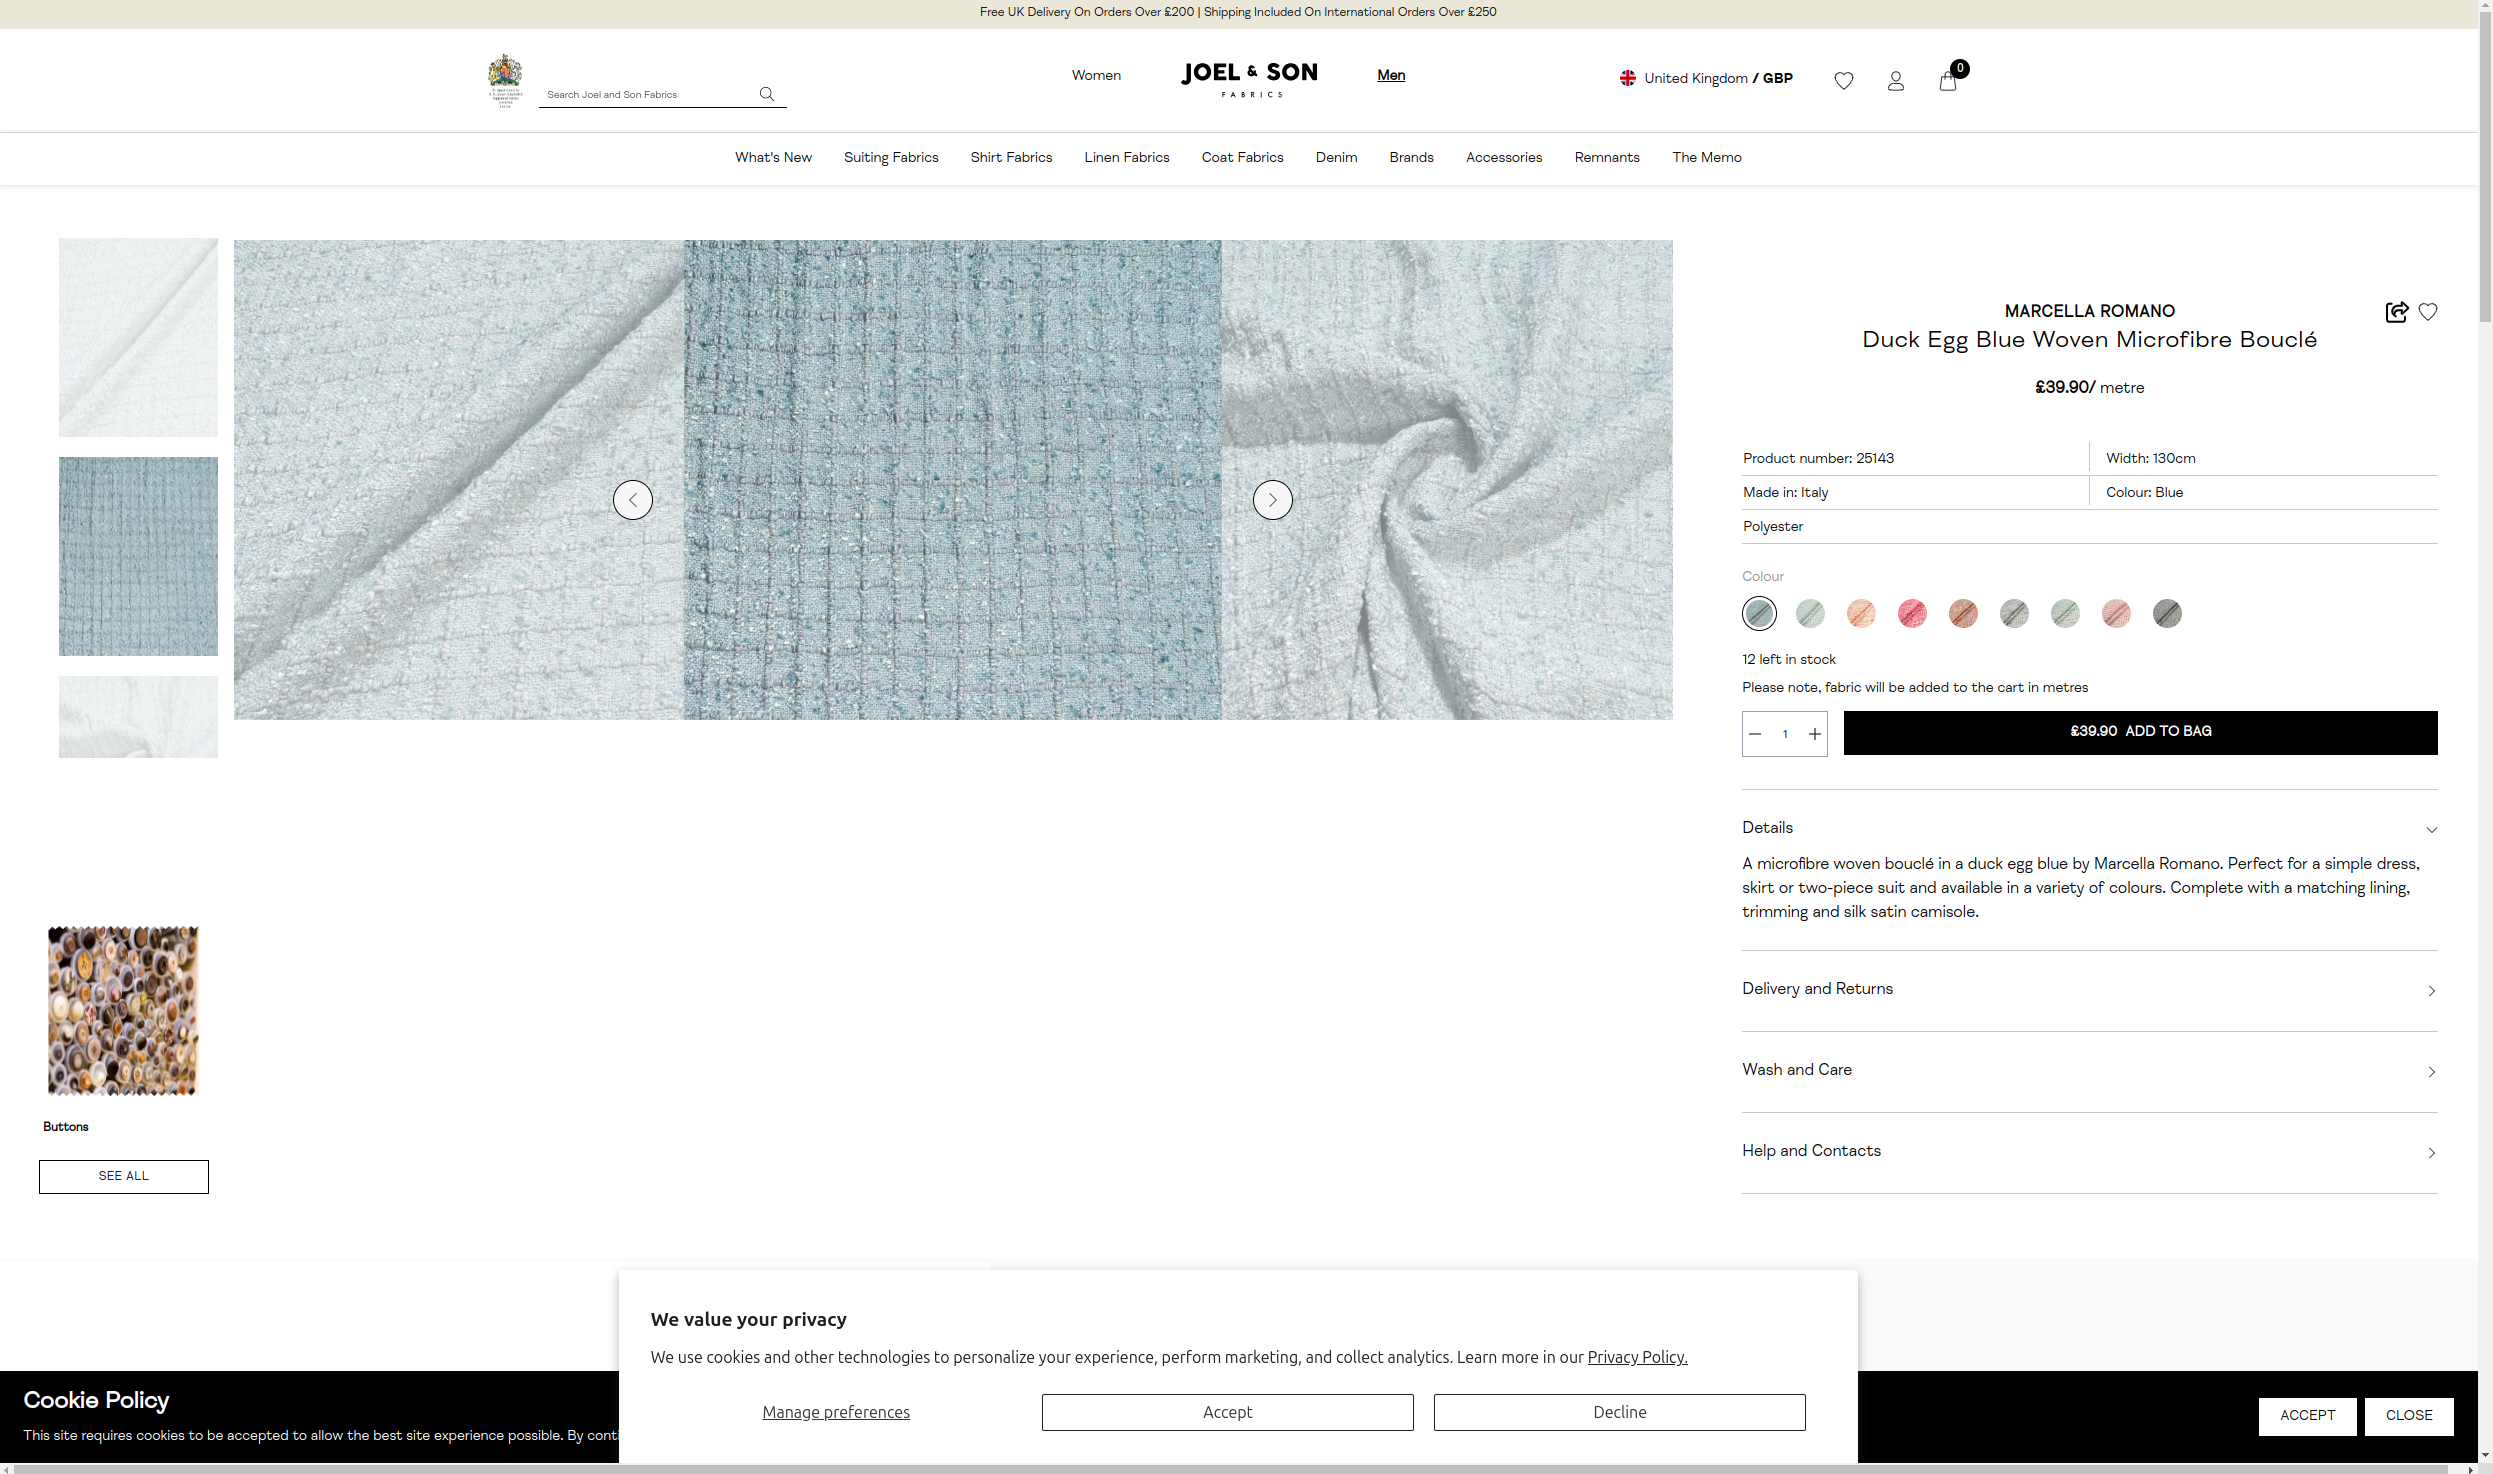 Free UK Delivery On Orders Over £200 | Shipping Included On International Orders Over £250
Search Joel and Son Fabrics
Women
JOEL & SON
FABRICS
Men
United Kingdom / GBP
0
What's New
Suiting Fabrics
Shirt Fabrics
Linen Fabrics
Coat Fabrics
Denim
Brands
Accessories
Remnants
The Memo
MARCELLA ROMANO
Duck Egg Blue Woven Microfibre Bouclé
£39.90/ metre
Product number: 25143
Width: 130cm
Made in: Italy
Colour: Blue
Polyester
Colour
12 left in stock
Please note, fabric will be added to the cart in metres
1
£39.90 ADD TO BAG
Details
A microfibre woven bouclé in a duck egg blue by Marcella Romano. Perfect for a simple dress,
skirt or two-piece suit and available in a variety of colours. Complete with a matching lining,
trimming and silk satin camisole.
Delivery and Returns
Wash and Care
Help and Contacts
Buttons
SEE ALL
We value your privacy
We use cookies and other technologies to personalize your experience, perform marketing, and collect analytics. Learn more in our Privacy Policy.
Manage preferences
Accept
Decline
Cookie Policy
This site requires cookies to be accepted to allow the best site experience possible. By conti
ACCEPT
CLOSE